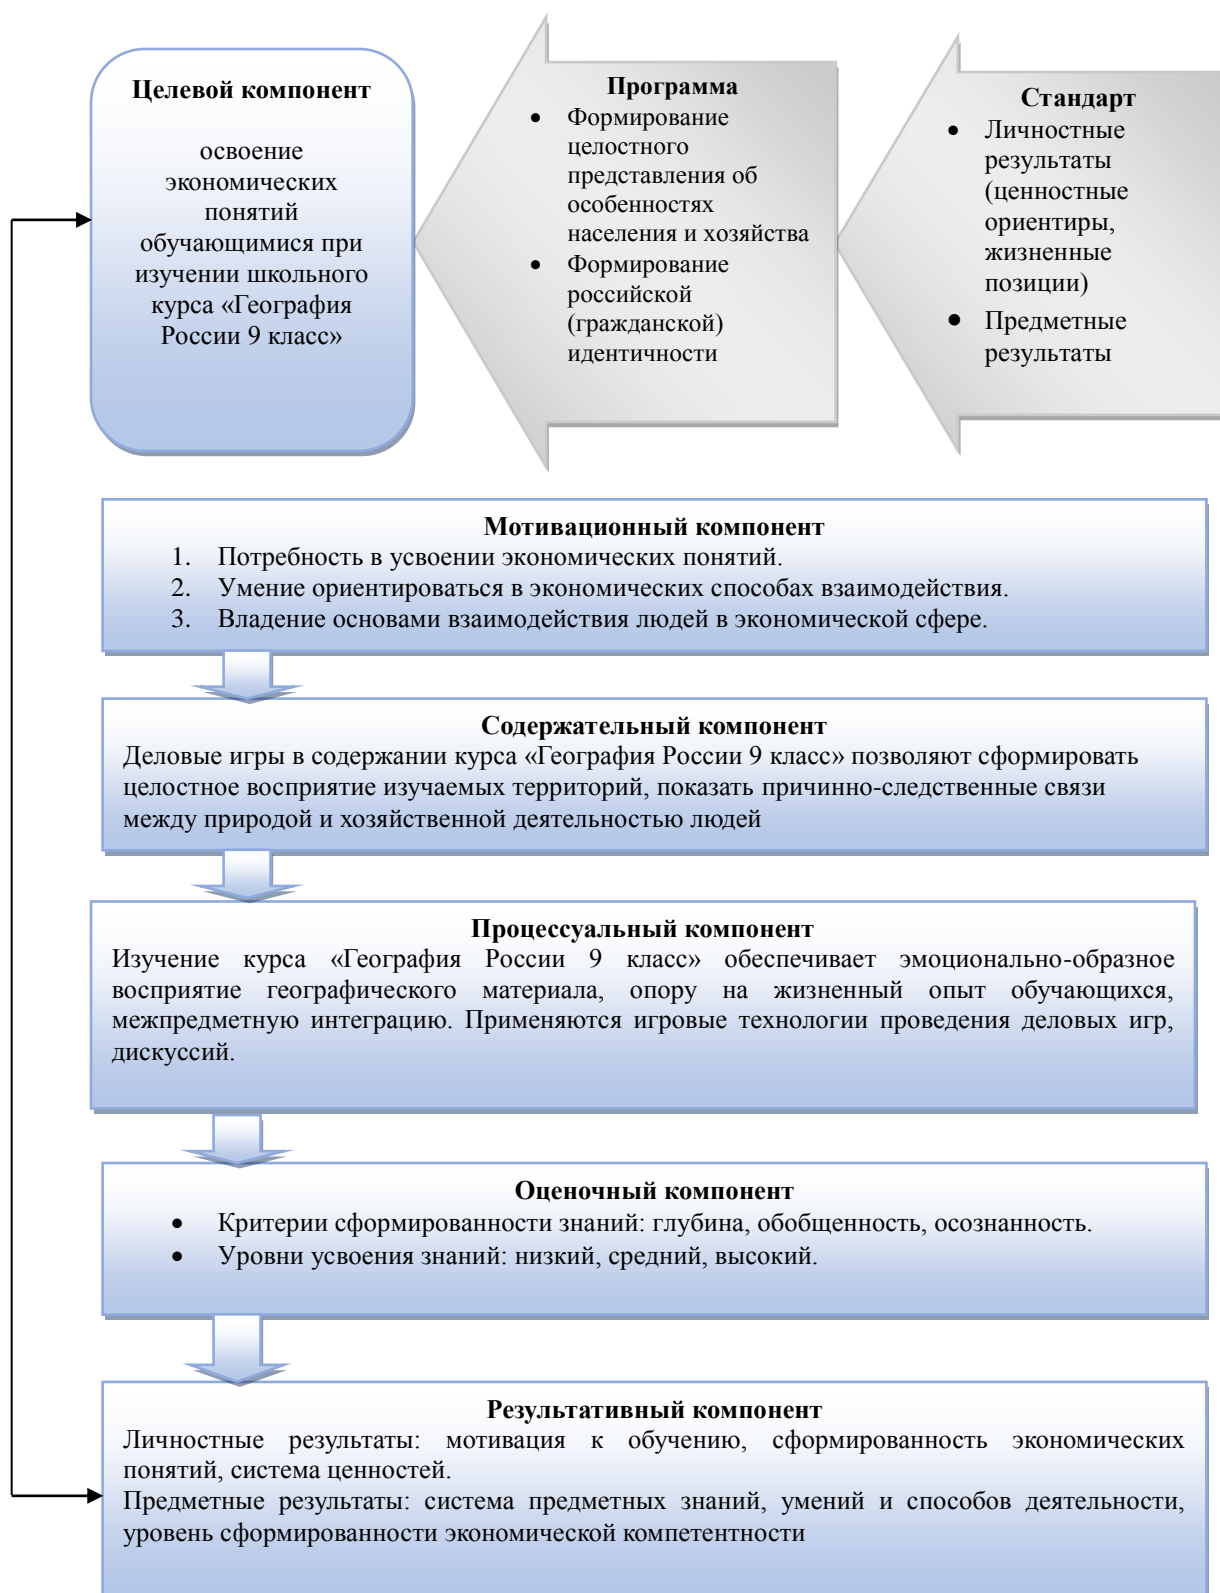 Целевой компонент
освоение
экономических
понятий
обучающимися при
изучении школьного
курса «География
России 9 класс»
Программа
• Формирование
целостного
представления об
особенностях
населения и хозяйства
• Формирование
российской
(гражданской)
идентичности
Стандарт
• Личностные
результаты
(ценностные
ориентиры,
жизненные
позиции)
• Предметные
результаты
Мотивационный компонент
1. Потребность в усвоении экономических понятий.
2. Умение ориентироваться в экономических способах взаимодействия.
3. Владение основами взаимодействия людей в экономической сфере.
Содержательный компонент
Деловые игры в содержании курса «География России 9 класс» позволяют сформировать
целостное восприятие изучаемых территорий, показать причинно-следственные связи
между природой и хозяйственной деятельностью людей
Процессуальный компонент
Изучение курса «География России 9 класс» обеспечивает эмоционально-образное
восприятие географического материала, опору на жизненный опыт обучающихся,
межпредметную интеграцию. Применяются игровые технологии проведения деловых игр,
дискуссий.
Оценочный компонент
• Критерии сформированности знаний: глубина, обобщенность, осознанность.
• Уровни усвоения знаний: низкий, средний, высокий.
Результативный компонент
Личностные результаты: мотивация к обучению, сформированность экономических
понятий, система ценностей.
Предметные результаты: система предметных знаний, умений и способов деятельности,
уровень сформированности экономической компетентности